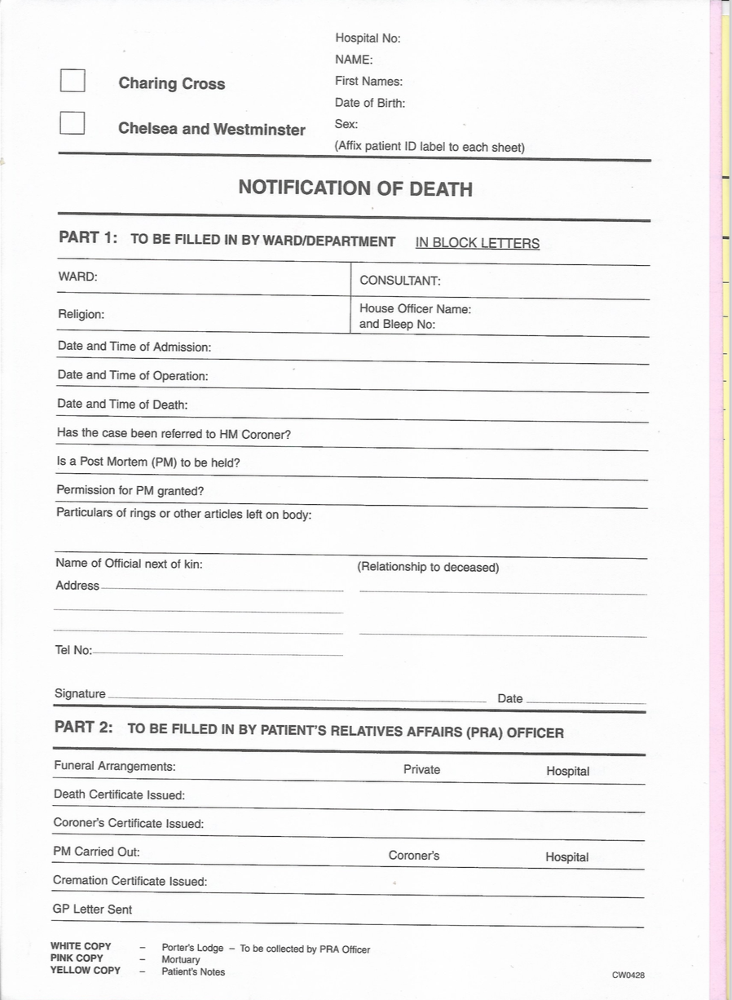 Hospital No:
NAME:
First Names:
Date of Birth:
Sex:
(Affix patient ID label to each sheet)
Charing Cross
Chelsea and Westminster
NOTIFICATION OF DEATH
PART 1: TO BE FILLED IN BY WARD/DEPARTMENT IN BLOCK LETTERS
WARD: CONSULTANT:
Religion: House Officer Name:
and Bleep No:
Date and Time of Admission:
Date and Time of Operation:
Date and Time of Death:
Has the case been referred to HM Coroner?
Is a Post Mortem (PM) to be held?
Permission for PM granted?
Particulars of rings or other articles left on body:
Name of Official next of kin: (Relationship to deceased)
Address
Tel No:
Signature Date
PART 2: TO BE FILLED IN BY PATIENT'S RELATIVES AFFAIRS (PRA) OFFICER
Funeral Arrangements: Private Hospital
Death Certificate Issued:
Coroner's Certificate Issued:
PM Carried Out: Coroner's Hospital
Cremation Certificate Issued:
GP Letter Sent
WHITE COPY – Porter's Lodge – To be collected by PRA Officer
PINK COPY – Mortuary
YELLOW COPY – Patient's Notes
CW0428